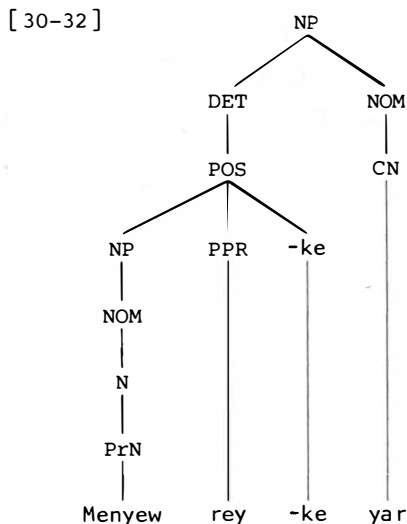 [30-32]
NP
DET NOM
POS CN
NP PPR -ke
NOM
N
PrN
Menyew rey -ke yar